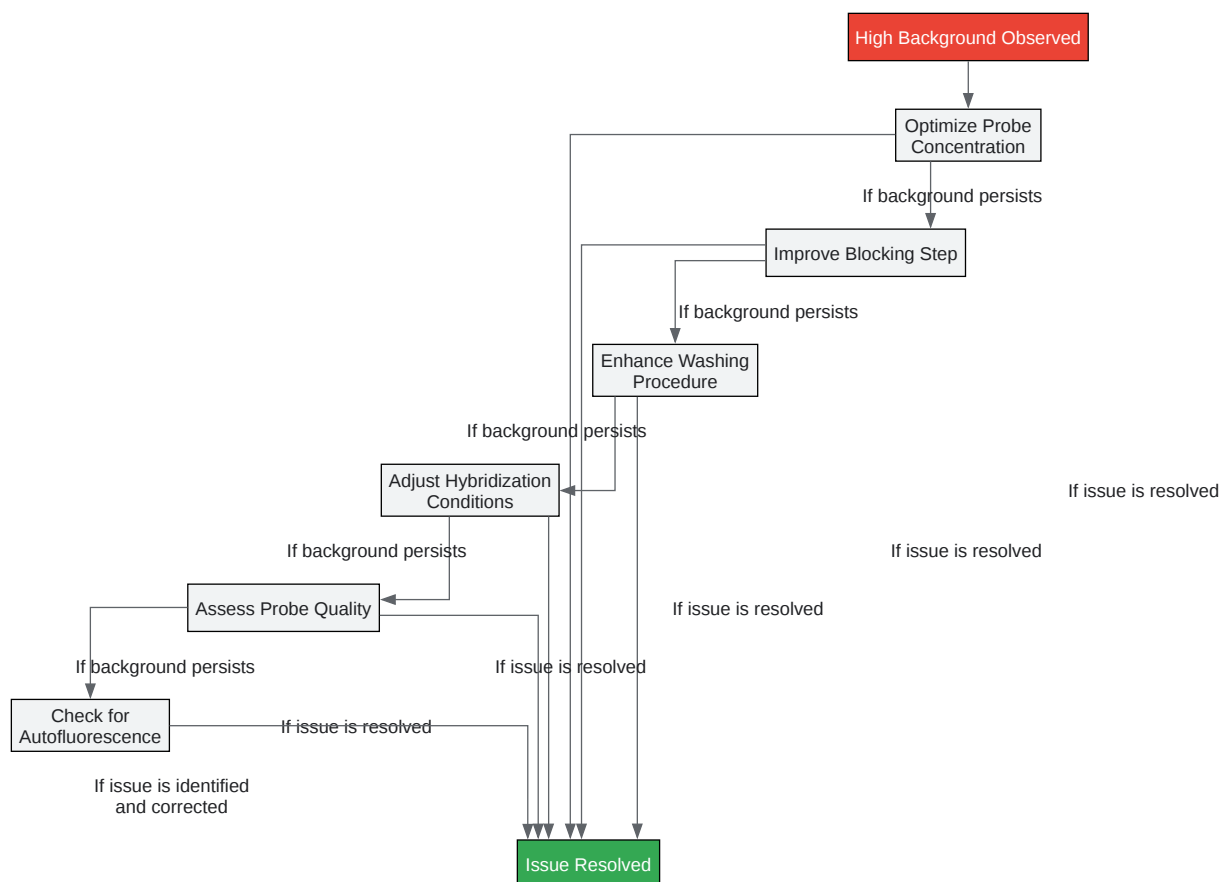 High Background Observed
Optimize Probe
Concentration
If background persists
Improve Blocking Step
If background persists
Enhance Washing
Procedure
If background persists
Adjust Hybridization
Conditions
If issue is resolved
If background persists
If issue is resolved
Assess Probe Quality
If issue is resolved
If background persists
If issue is resolved
Check for
Autofluorescence
If issue is resolved
If issue is identified
and corrected
Issue Resolved